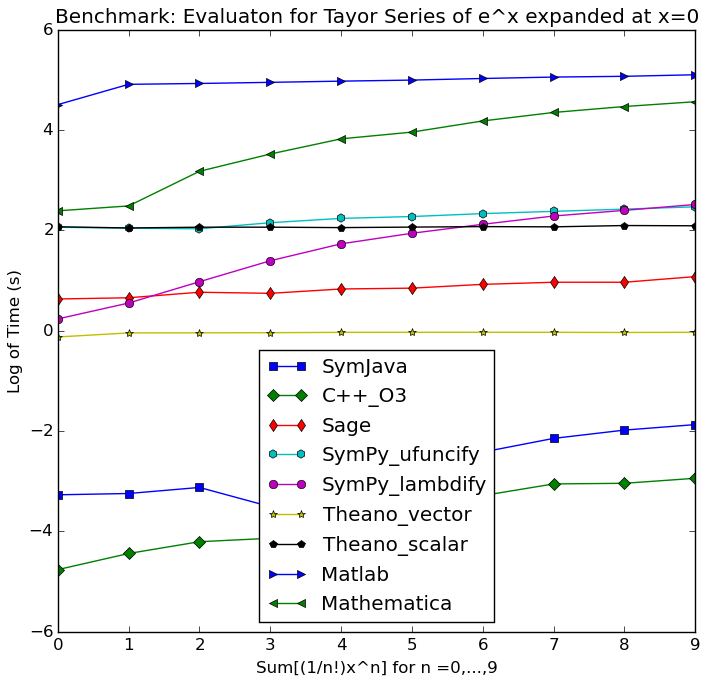 Benchmark: Evaluaton for Tayor Series of e^x expanded at x=0
6
4
2
0
−2
−4
−6
Log of Time (s)
SymJava
C++_O3
Sage
SymPy_ufuncify
SymPy_lambdify
Theano_vector
Theano_scalar
Matlab
Mathematica
0 1 2 3 4 5 6 7 8 9
Sum[(1/n!)x^n] for n =0,...,9